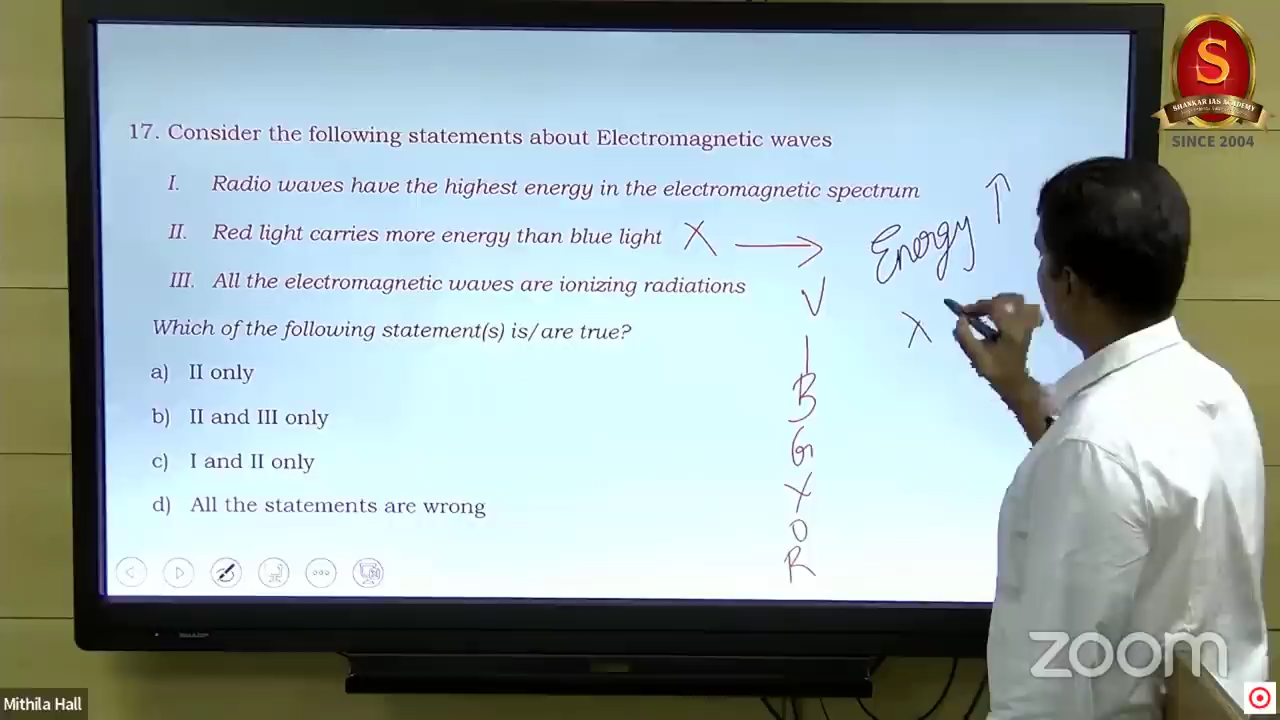 17. Consider the following statements about Electromagnetic waves
I. Radio waves have the highest energy in the electromagnetic spectrum
II. Red light carries more energy than blue light X →
III. All the electromagnetic waves are ionizing radiations
Which of the following statement(s) is/are true?
a) II only
b) II and III only
c) I and II only
d) All the statements are wrong
Energy ↑
V
I
B
G
Y
O
R
S
SHANKAR IAS ACADEMY
SINCE 2004
zoom
Mithila Hall